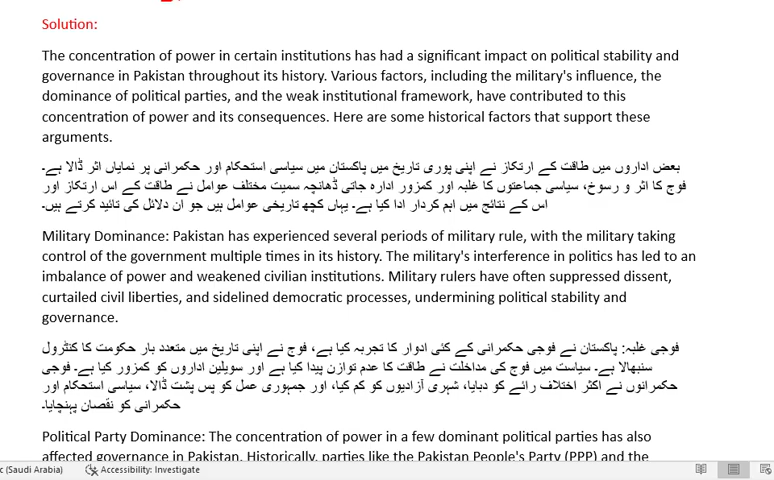 Solution:
The concentration of power in certain institutions has had a significant impact on political stability and
governance in Pakistan throughout its history. Various factors, including the military's influence, the
dominance of political parties, and the weak institutional framework, have contributed to this
concentration of power and its consequences. Here are some historical factors that support these
arguments.
بعض اداروں میں طاقت کے ارتکاز نے اپنی پوری تاریخ میں پاکستان میں سیاسی استحکام اور حکمرانی پر نمایاں اثر ڈالا ہے۔
فوج کا اثر و رسوخ، سیاسی جماعتوں کا غلبہ اور کمزور ادارہ جاتی ڈھانچہ سمیت مختلف عوامل نے طاقت کے اس ارتکاز اور
اس کے نتائج میں اہم کردار ادا کیا ہے۔ یہاں کچھ تاریخی عوامل ہیں جو ان دلائل کی تائید کرتے ہیں۔
Military Dominance: Pakistan has experienced several periods of military rule, with the military taking
control of the government multiple times in its history. The military's interference in politics has led to an
imbalance of power and weakened civilian institutions. Military rulers have often suppressed dissent,
curtailed civil liberties, and sidelined democratic processes, undermining political stability and
governance.
فوجی غلبہ: پاکستان نے فوجی حکمرانی کے کئی ادوار کا تجربہ کیا ہے، فوج نے اپنی تاریخ میں متعدد بار حکومت کا کنٹرول
سنبھالا ہے۔ سیاست میں فوج کی مداخلت نے طاقت کا عدم توازن پیدا کیا ہے اور سویلین اداروں کو کمزور کیا ہے۔ فوجی
حکمرانوں نے اکثر اختلاف رائے کو دبایا، شہری آزادیوں کو کم کیا، اور جمہوری عمل کو پس پشت ڈالا، سیاسی استحکام اور
حکمرانی کو نقصان پہنچایا۔
Political Party Dominance: The concentration of power in a few dominant political parties has also
affected governance in Pakistan. Historically, parties like the Pakistan People's Party (PPP) and the
(Saudi Arabia) Accessibility: Investigate